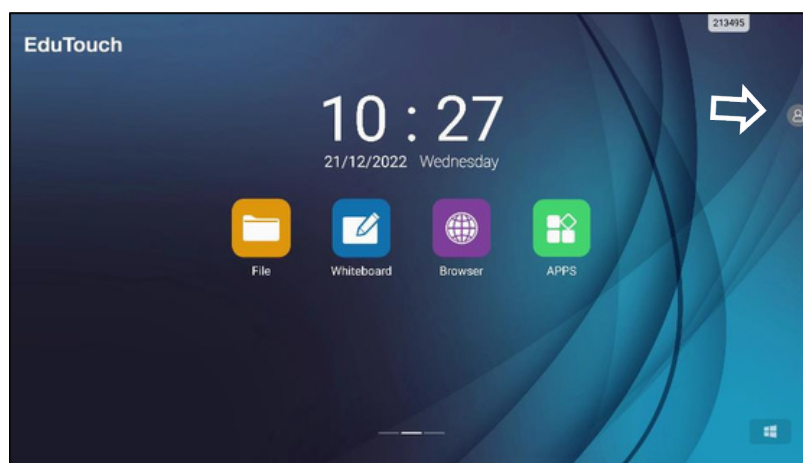 213495
EduTouch
10 : 27
21/12/2022 Wednesday
File Whiteboard Browser APPS